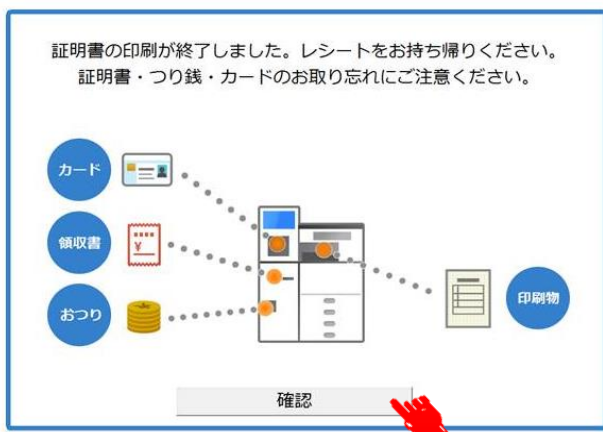 証明書の印刷が終了しました。レシートをお持ち帰りください。
証明書・つり銭・カードのお取り忘れにご注意ください。
カード
領収書
¥
おつり
印刷物
確認